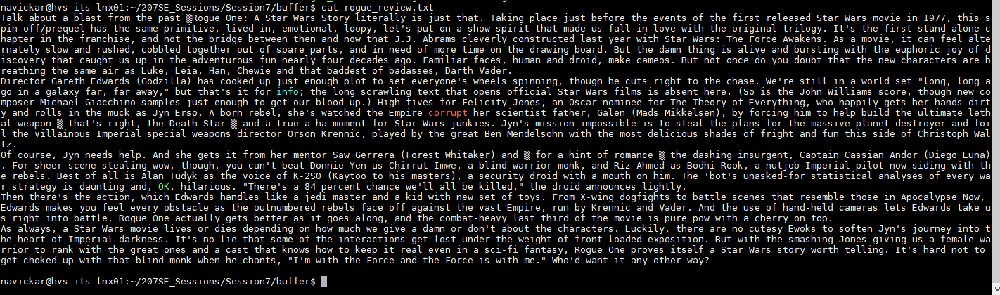 navickar@hvs-its-lnx01:~/207SE_Sessions/Session7/buffer$ cat rogue_review.txt
Talk about a blast from the past ▒Rogue One: A Star Wars Story literally is just that. Taking place just before the events of the first released Star Wars movie in 1977, this s
pin-off/prequel has the same primitive, lived-in, emotional, loopy, let's-put-on-a-show spirit that made us fall in love with the original trilogy. It's the first stand-alone c
hapter in the franchise, and not the bridge between then and now that J.J. Abrams cleverly constructed last year with Star Wars: The Force Awakens. As a movie, it can feel alte
rnately slow and rushed, cobbled together out of spare parts, and in need of more time on the drawing board. But the damn thing is alive and bursting with the euphoric joy of d
iscovery that caught us up in the adventurous fun nearly four decades ago. Familiar faces, human and droid, make cameos. But not once do you doubt that the new characters are b
reathing the same air as Luke, Leia, Han, Chewie and that baddest of badasses, Darth Vader.
Director Gareth Edwards (Godzilla) has cooked up just enough plot to set everyone's wheels spinning, though he cuts right to the chase. We're still in a world set "long, long a
go in a galaxy far, far away," but that's it for info; the long scrawling text that opens official Star Wars films is absent here. (So is the John Williams score, though new co
mposer Michael Giacchino samples just enough to get our blood up.) High fives for Felicity Jones, an Oscar nominee for The Theory of Everything, who happily gets her hands dirt
y and rolls in the muck as Jyn Erso. A born rebel, she's watched the Empire corrupt her scientist father, Galen (Mads Mikkelsen), by forcing him to help build the ultimate leth
al weapon ▒ that's right, the Death Star ▒ and a true a-ha moment for Star Wars junkies. Jyn's mission impossible is to steal the plans for the massive planet-destroyer and foi
l the villainous Imperial special weapons director Orson Krennic, played by the great Ben Mendelsohn with the most delicious shades of fright and fun this side of Christoph Wal
tz.
Of course, Jyn needs help. And she gets it from her mentor Saw Gerrera (Forest Whitaker) and ▒ for a hint of romance ▒ the dashing insurgent, Captain Cassian Andor (Diego Luna)
. For sheer scene-stealing wow, though, you can't beat Donnie Yen as Chirrut Imwe, a blind warrior monk, and Riz Ahmed as Bodhi Rook, a nutjob Imperial pilot now siding with th
e rebels. Best of all is Alan Tudyk as the voice of K-2S0 (Kaytoo to his masters), a security droid with a mouth on him. The 'bot's unasked-for statistical analyses of every wa
r strategy is daunting and, OK, hilarious. "There's a 84 percent chance we'll all be killed," the droid announces lightly.
Then there's the action, which Edwards handles like a jedi master and a kid with new set of toys. From X-wing dogfights to battle scenes that resemble those in Apocalypse Now,
Edwards makes you feel every obstacle as the outnumbered rebels face off against the vast Empire, run by Krennic and Vader. And the use of hand-held cameras lets Edwards take u
s right into battle. Rogue One actually gets better as it goes along, and the combat-heavy last third of the movie is pure pow with a cherry on top.
As always, a Star Wars movie lives or dies depending on how much we give a damn or don't about the characters. Luckily, there are no cutesy Ewoks to soften Jyn's journey into t
he heart of Imperial darkness. It's no lie that some of the interactions get lost under the weight of front-loaded exposition. But with the smashing Jones giving us a female wa
rrior to rank with the great ones and a cast that knows how to keep it real even in a sci-fi fantasy, Rogue One proves itself a Star Wars story worth telling. It's hard not to
get choked up with that blind monk when he chants, "I'm with the Force and the Force is with me." Who'd want it any other way?
navickar@hvs-its-lnx01:~/207SE_Sessions/Session7/buffer$